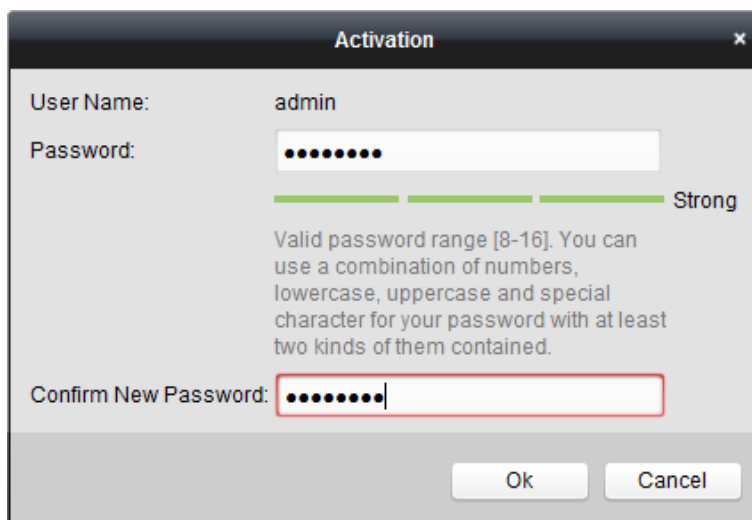 Activation ×
User Name: admin
Password: ●●●●●●●●
Strong
Valid password range [8-16]. You can
use a combination of numbers,
lowercase, uppercase and special
character for your password with at least
two kinds of them contained.
Confirm New Password: ●●●●●●●●
Ok Cancel